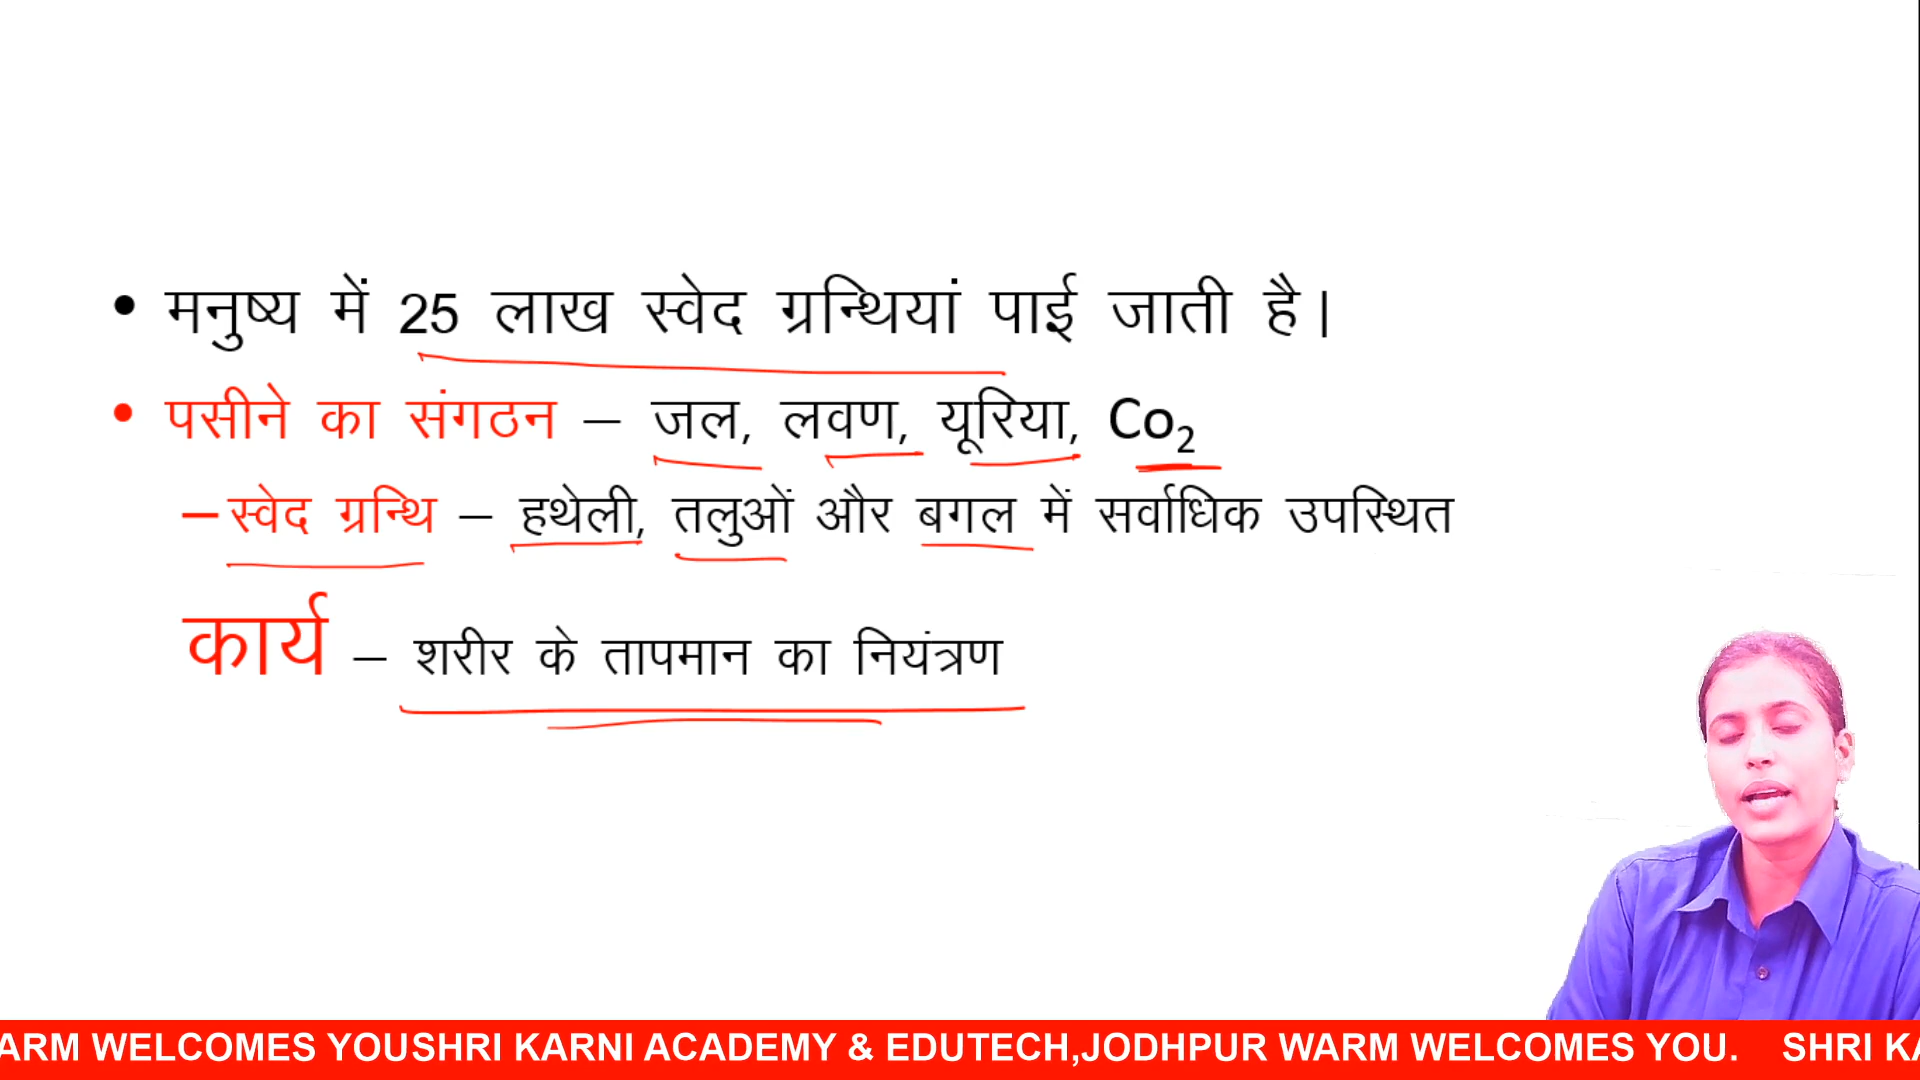 • मनुष्य में 25 लाख स्वेद ग्रन्थियां पाई जाती है |
• पसीने का संगठन – जल, लवण, यूरिया, Co₂
– स्वेद ग्रन्थि – हथेली, तलुओं और बगल में सर्वाधिक उपस्थित
कार्य – शरीर के तापमान का नियंत्रण
ARM WELCOMES YOUSHRI KARNI ACADEMY & EDUTECH,JODHPUR WARM WELCOMES YOU. SHRI KA